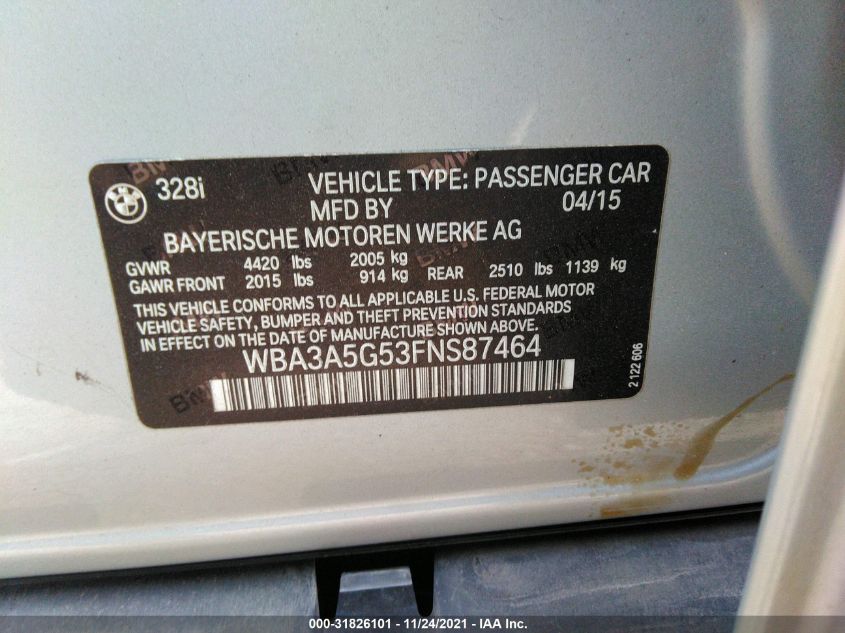 328i VEHICLE TYPE: PASSENGER CAR
MFD BY 04/15
BAYERISCHE MOTOREN WERKE AG
GVWR 4420 lbs 2005 kg
GAWR FRONT 2015 lbs 914 kg REAR 2510 lbs 1139 kg
THIS VEHICLE CONFORMS TO ALL APPLICABLE U.S. FEDERAL MOTOR
VEHICLE SAFETY, BUMPER AND THEFT PREVENTION STANDARDS
IN EFFECT ON THE DATE OF MANUFACTURE SHOWN ABOVE.
WBA3A5G53FNS87464
2 122 606
000-31826101 - 11/24/2021 - IAA Inc.